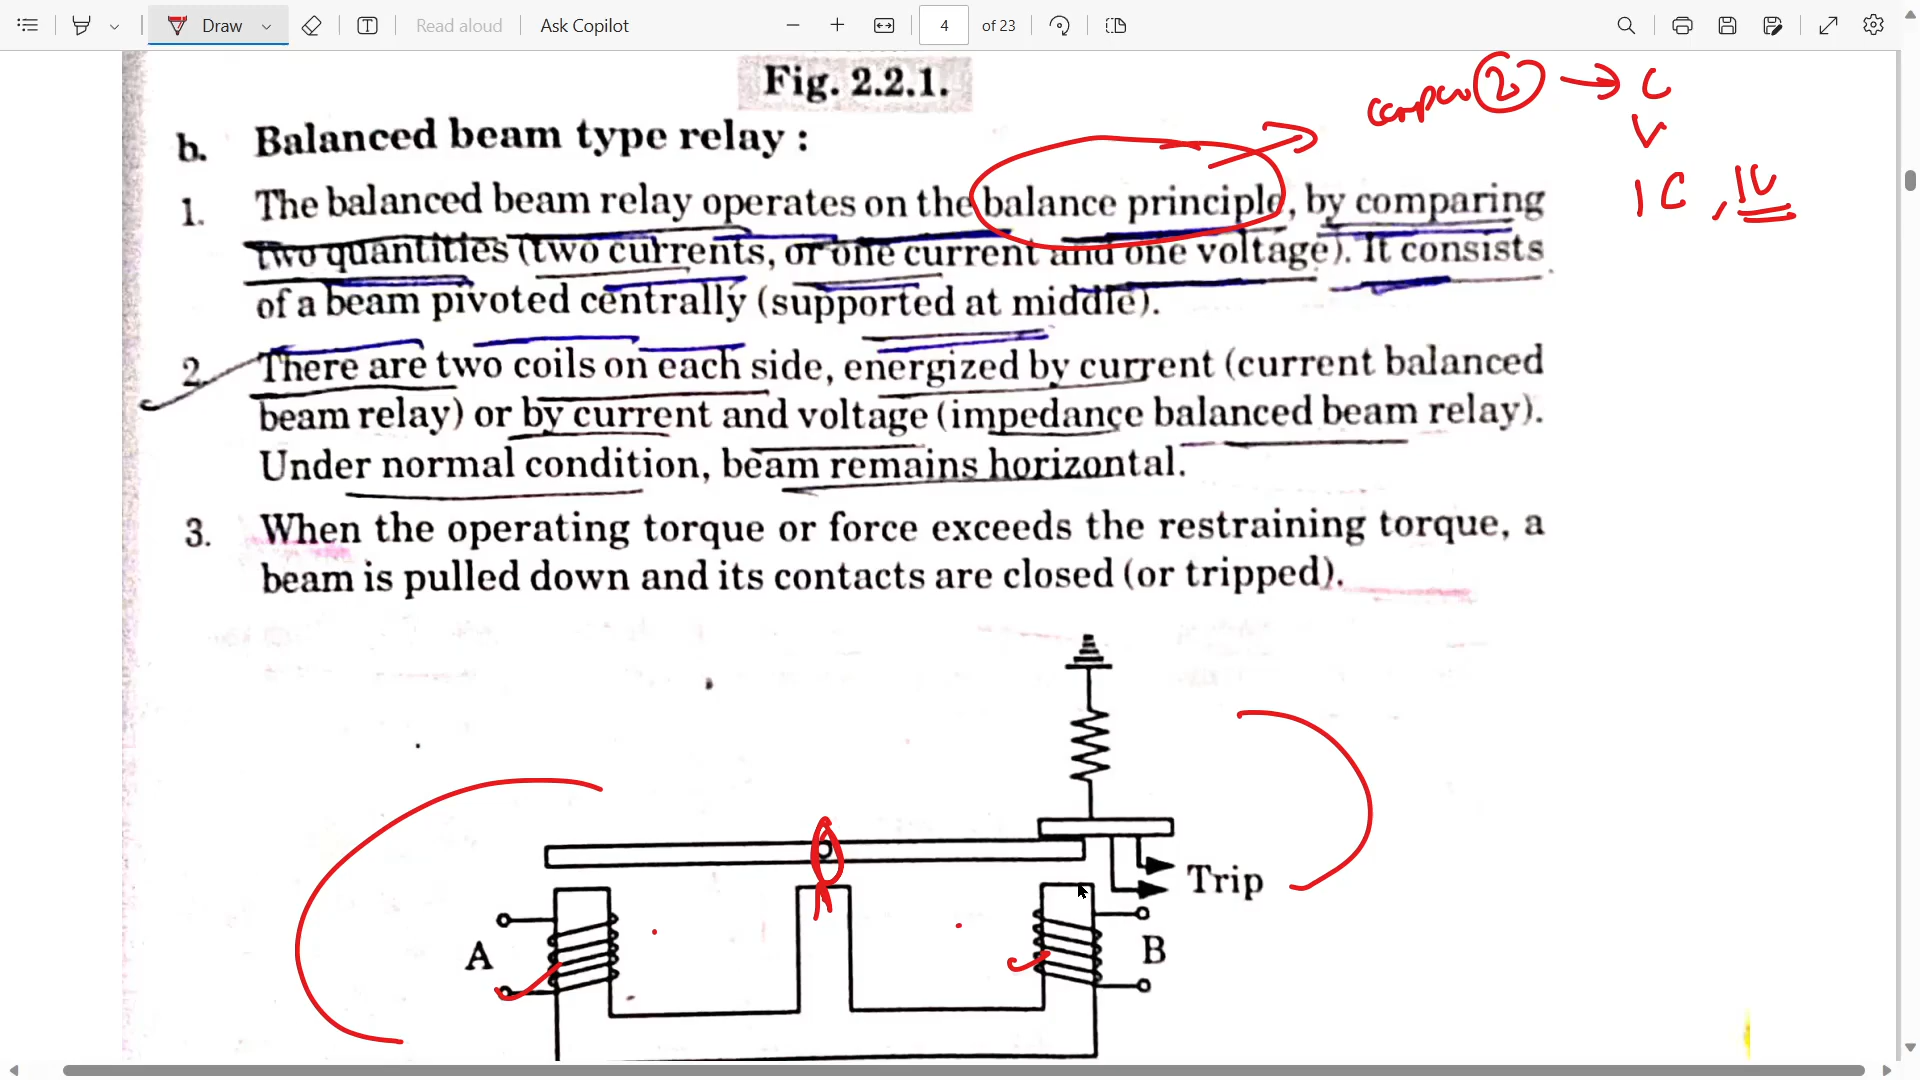 Draw
Read aloud
Ask Copilot
4 of 23
Fig. 2.2.1.
b. Balanced beam type relay :
1. The balanced beam relay operates on the balance principle, by comparing
two quantities (two currents, or one current and one voltage). It consists
of a beam pivoted centrally (supported at middle).
2. There are two coils on each side, energized by current (current balanced
beam relay) or by current and voltage (impedance balanced beam relay).
Under normal condition, beam remains horizontal.
3. When the operating torque or force exceeds the restraining torque, a
beam is pulled down and its contacts are closed (or tripped).
2 → C
V
1C, 1V
Trip
A
B